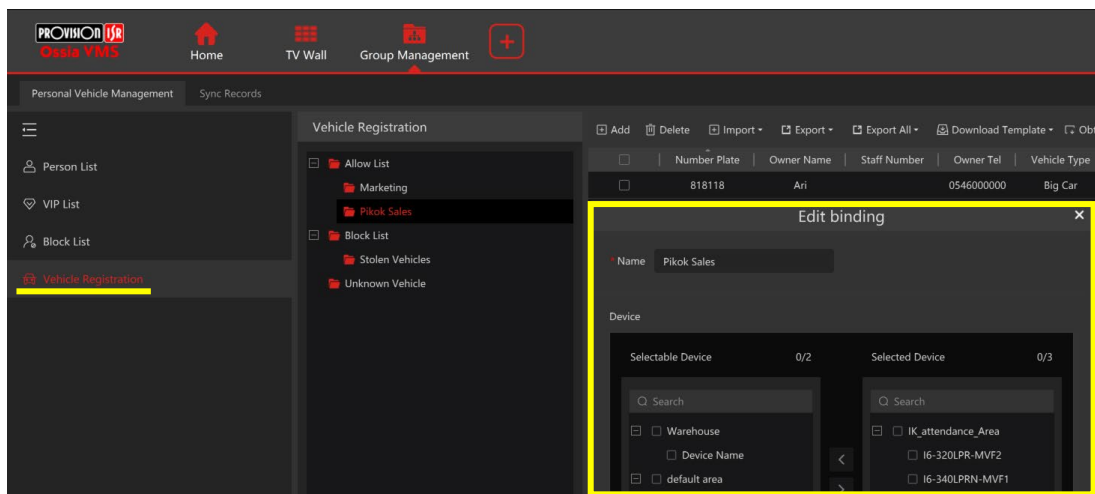 PROVISION ISR
Ossia VMS
Home
TV Wall
Group Management
Personal Vehicle Management
Sync Records
Person List
VIP List
Block List
Vehicle Registration
Vehicle Registration
Allow List
Marketing
Pikok Sales
Block List
Stolen Vehicles
Unknown Vehicle
Add Delete Import Export Export All Download Template Obt
Number Plate Owner Name Staff Number Owner Tel Vehicle Type
818118 Ari 0546000000 Big Car
Edit binding
* Name Pikok Sales
Device
Selectable Device 0/2
Search
Warehouse
Device Name
default area
Selected Device 0/3
Search
IK_attendance_Area
I6-320LPR-MVF2
I6-340LPRN-MVF1